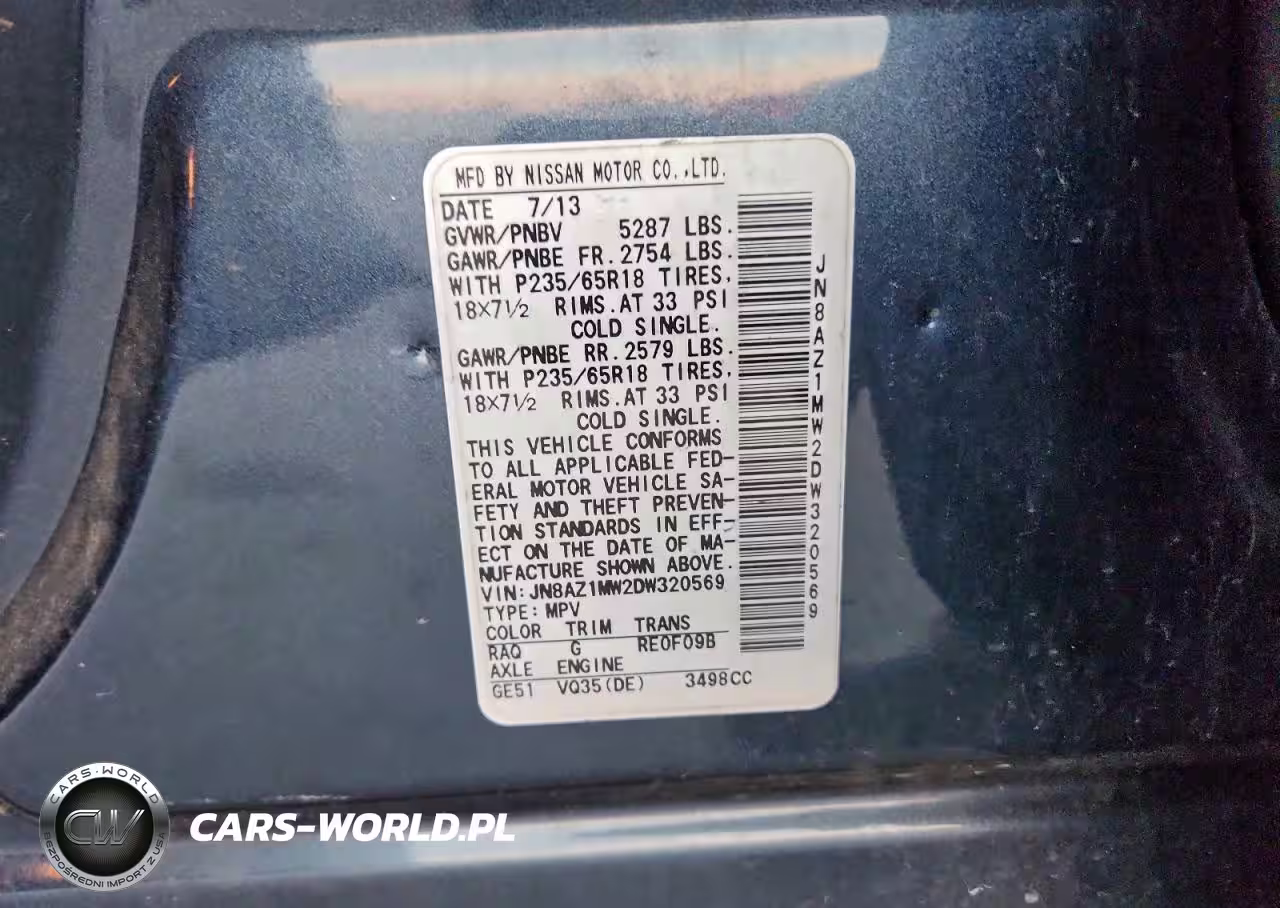 MFD BY NISSAN MOTOR CO.,LTD.
DATE 7/13
GVWR/PNBV 5287 LBS.
GAWR/PNBE FR.2754 LBS.
WITH P235/65R18 TIRES,
18X7½ RIMS.AT 33 PSI
COLD SINGLE.
GAWR/PNBE RR.2579 LBS.
WITH P235/65R18 TIRES,
18X7½ RIMS.AT 33 PSI
COLD SINGLE.
THIS VEHICLE CONFORMS
TO ALL APPLICABLE FED-
ERAL MOTOR VEHICLE SA-
FETY AND THEFT PREVEN-
TION STANDARDS IN EFF-
ECT ON THE DATE OF MA-
NUFACTURE SHOWN ABOVE.
VIN:JN8AZ1MW2DW320569
TYPE:MPV
COLOR TRIM TRANS
RAQ G RE0F09B
AXLE ENGINE
GE51 VQ35(DE) 3498CC
JN8AZ1MW2DW320569
CARS-WORLD
CW
BEZPOŚREDNI IMPORT Z USA
CARS-WORLD.PL